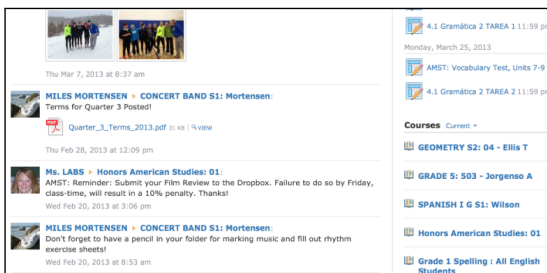 Thu Mar 7, 2013 at 8:37 am
MILES MORTENSEN ▸ CONCERT BAND S1: Mortensen:
Terms for Quarter 3 Posted!
Quarter_3_Terms_2013.pdf 31 KB | VIEW
Thu Feb 28, 2013 at 12:09 pm
Ms. LABS ▸ Honors American Studies: 01:
AMST: Reminder: Submit your Film Review to the Dropbox. Failure to do so by Friday,
class-time, will result in a 10% penalty. Thanks!
Wed Feb 20, 2013 at 3:06 pm
MILES MORTENSEN ▸ CONCERT BAND S1: Mortensen:
Don't forget to have a pencil in your folder for marking music and fill out rhythm
exercise sheets!
Wed Feb 20, 2013 at 8:53 am
4.1 Gramática 2 TAREA 1 11:59 p
Monday, March 25, 2013
AMST: Vocabulary Test, Units 7-9
4.1 Gramática 2 TAREA 2 11:59 p
Courses Current
GEOMETRY S2: 04 - Ellis T
GRADE 5: 503 - Jorgenso A
SPANISH I G S1: Wilson
Honors American Studies: 01
Grade 1 Spelling : All English
Students